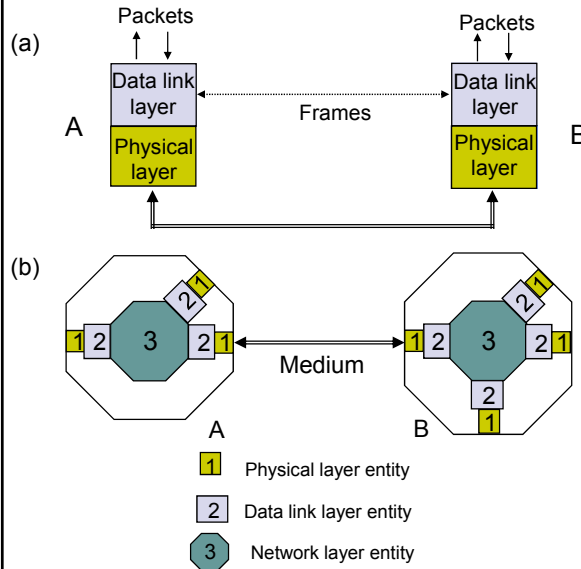 (a)
Packets
Packets
Data link
layer
Data link
layer
Frames
A
B
Physical
layer
Physical
layer
(b)
1 2 3 2 1 2 1
Medium
1 2 3 2 1 2 1 2 1
A
B
1 Physical layer entity
2 Data link layer entity
3 Network layer entity